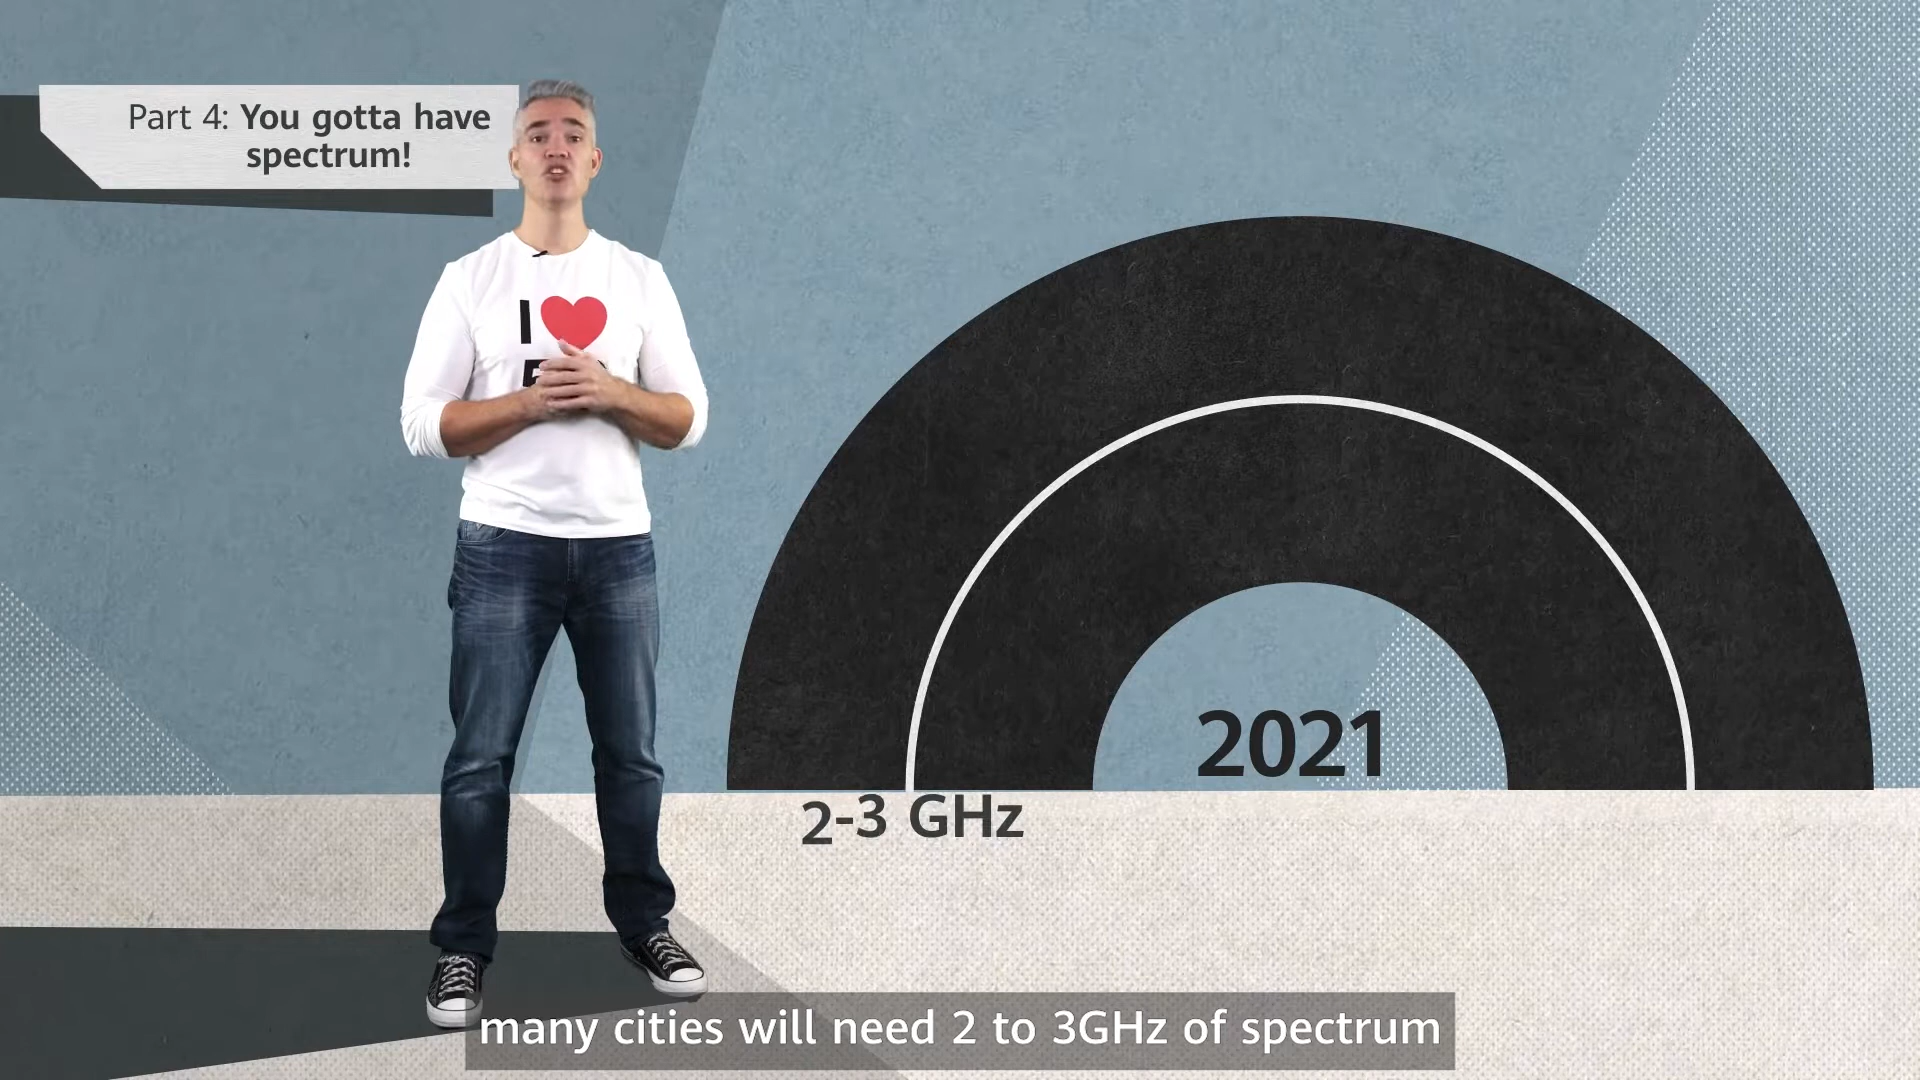 Part 4: You gotta have
spectrum!
I
2021
2-3 GHz
many cities will need 2 to 3GHz of spectrum